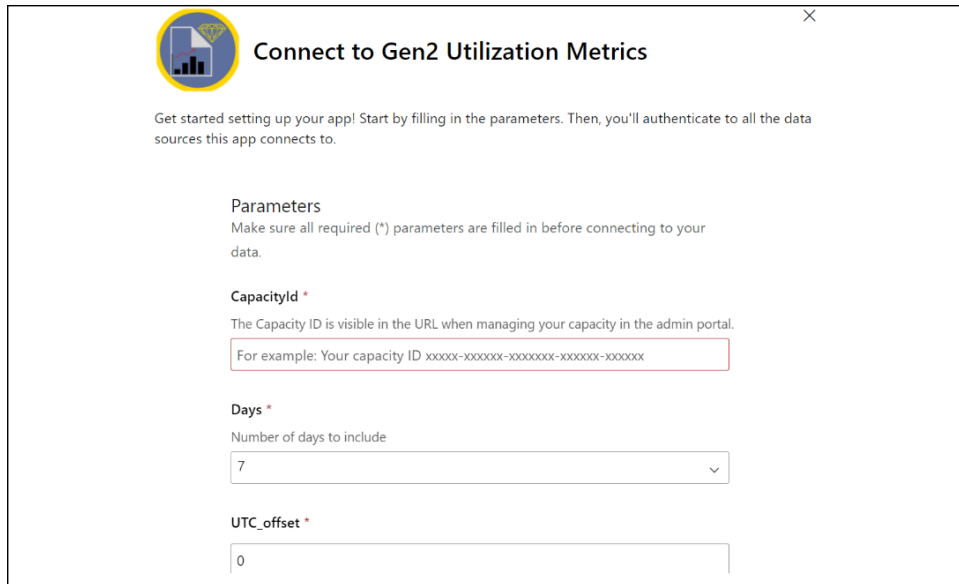 Connect to Gen2 Utilization Metrics
Get started setting up your app! Start by filling in the parameters. Then, you'll authenticate to all the data
sources this app connects to.
Parameters
Make sure all required (*) parameters are filled in before connecting to your
data.
CapacityId *
The Capacity ID is visible in the URL when managing your capacity in the admin portal.
For example: Your capacity ID xxxxx-xxxxxx-xxxxxxx-xxxxxx-xxxxxx
Days *
Number of days to include
7
UTC_offset *
0